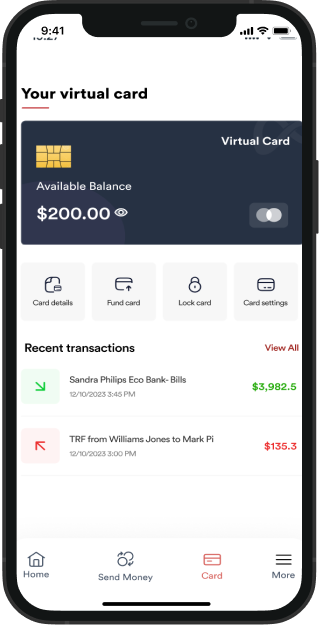 9:41
Your virtual card
Virtual Card
Available Balance
$200.00
Card details
Fund card
Lock card
Card settings
Recent transactions
View All
Sandra Philips Eco Bank- Bills
12/10/2023 3:45 PM
$3,982.5
TRF from Williams Jones to Mark Pi
12/10/2023 3:00 PM
$135.3
Home
Send Money
Card
More